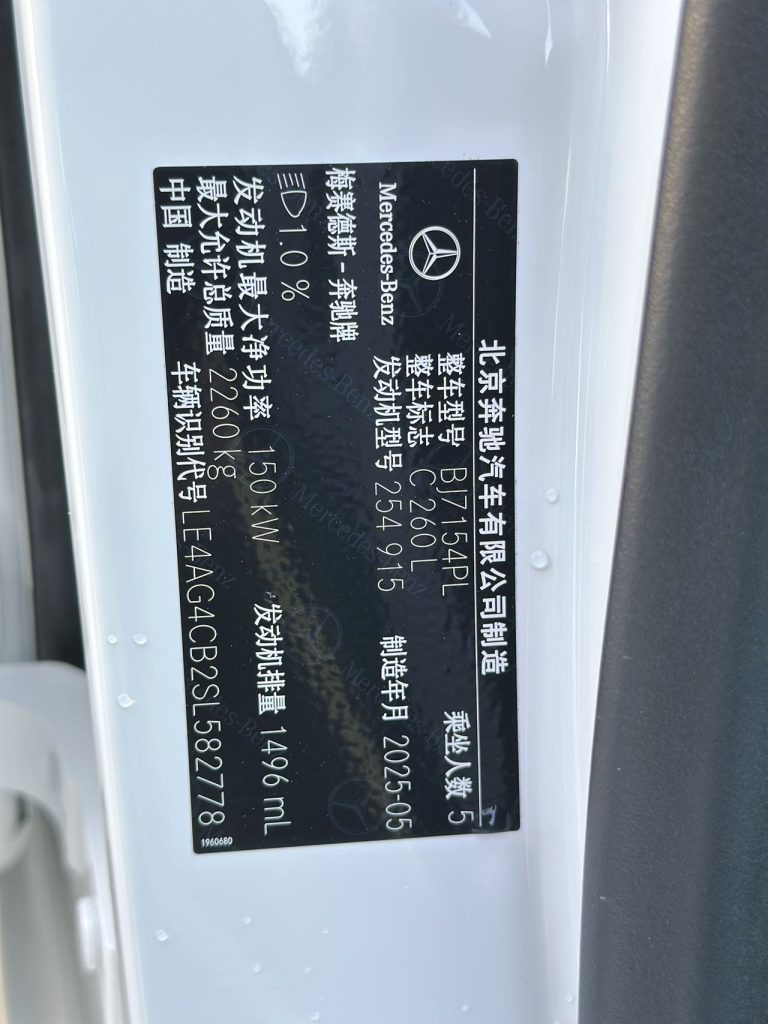 北京奔驰汽车有限公司制造
整车型号 BJ7154PL 乘坐人数 5
整车标志 C 260 L
Mercedes-Benz 发动机型号 254 915 制造年月 2025-05
梅赛德斯-奔驰牌
1.0 %
发动机最大净功率 150 kW 发动机排量 1496 mL
最大允许总质量 2260 kg
中国 制造 车辆识别代号 LE4AG4CB2SL582778
1960680